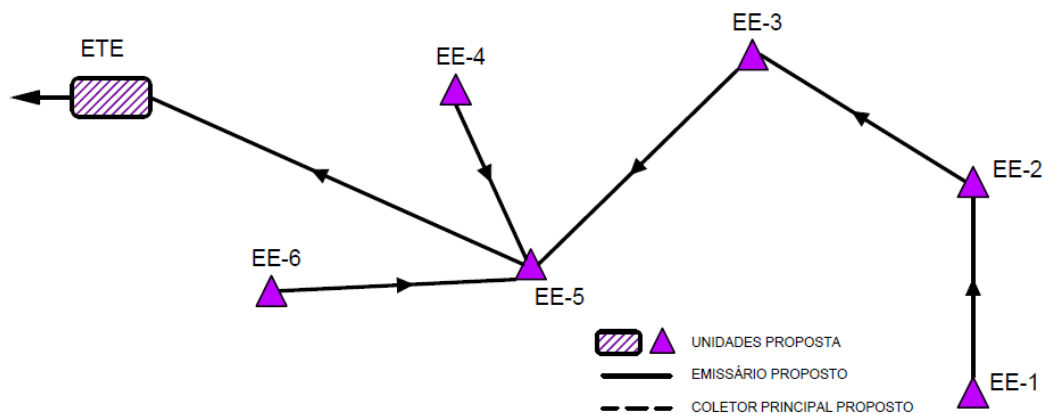 EE-3
ETE
EE-4
EE-2
EE-6
EE-5
UNIDADES PROPOSTA
EMISSÁRIO PROPOSTO
EE-1
COLETOR PRINCIPAL PROPOSTO